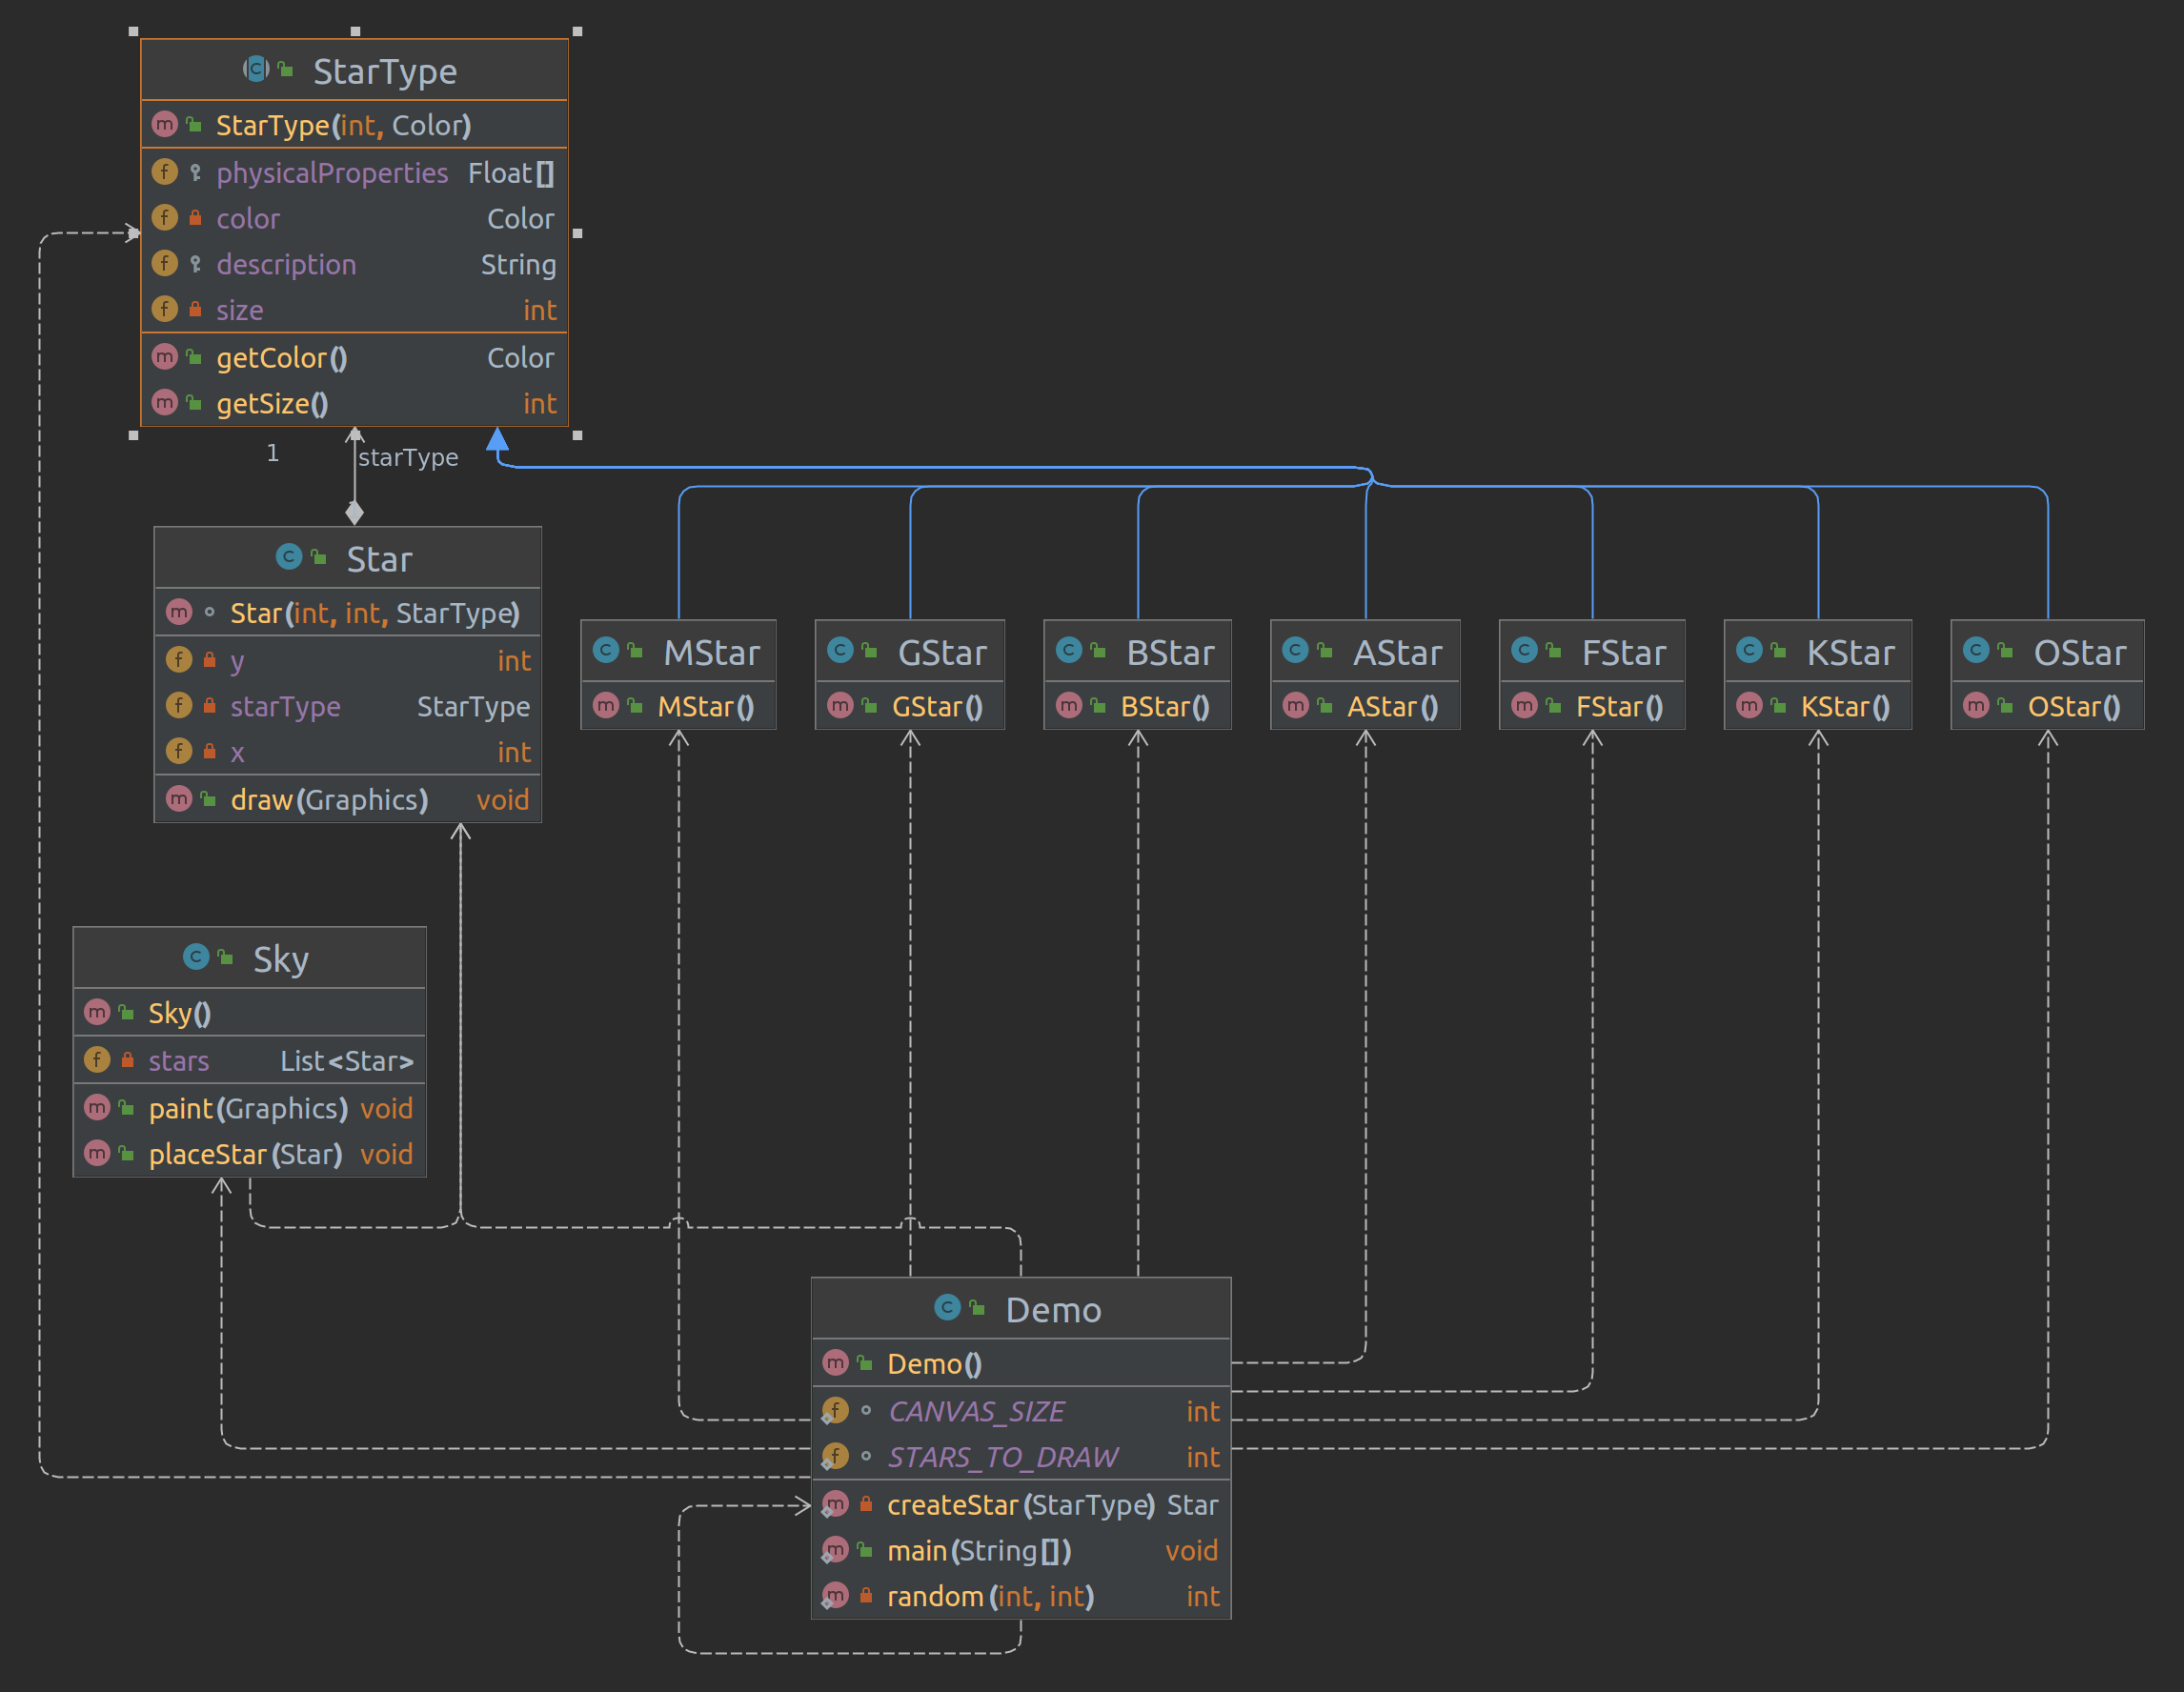 StarType
StarType(int, Color)
physicalProperties Float[]
color Color
description String
size int
getColor() Color
getSize() int
1
starType
Star
Star(int, int, StarType)
y int
starType StarType
x int
draw(Graphics) void
MStar
MStar()
GStar
GStar()
BStar
BStar()
AStar
AStar()
FStar
FStar()
KStar
KStar()
OStar
OStar()
Sky
Sky()
stars List<Star>
paint(Graphics) void
placeStar(Star) void
Demo
Demo()
CANVAS_SIZE int
STARS_TO_DRAW int
createStar(StarType) Star
main(String[]) void
random(int, int) int